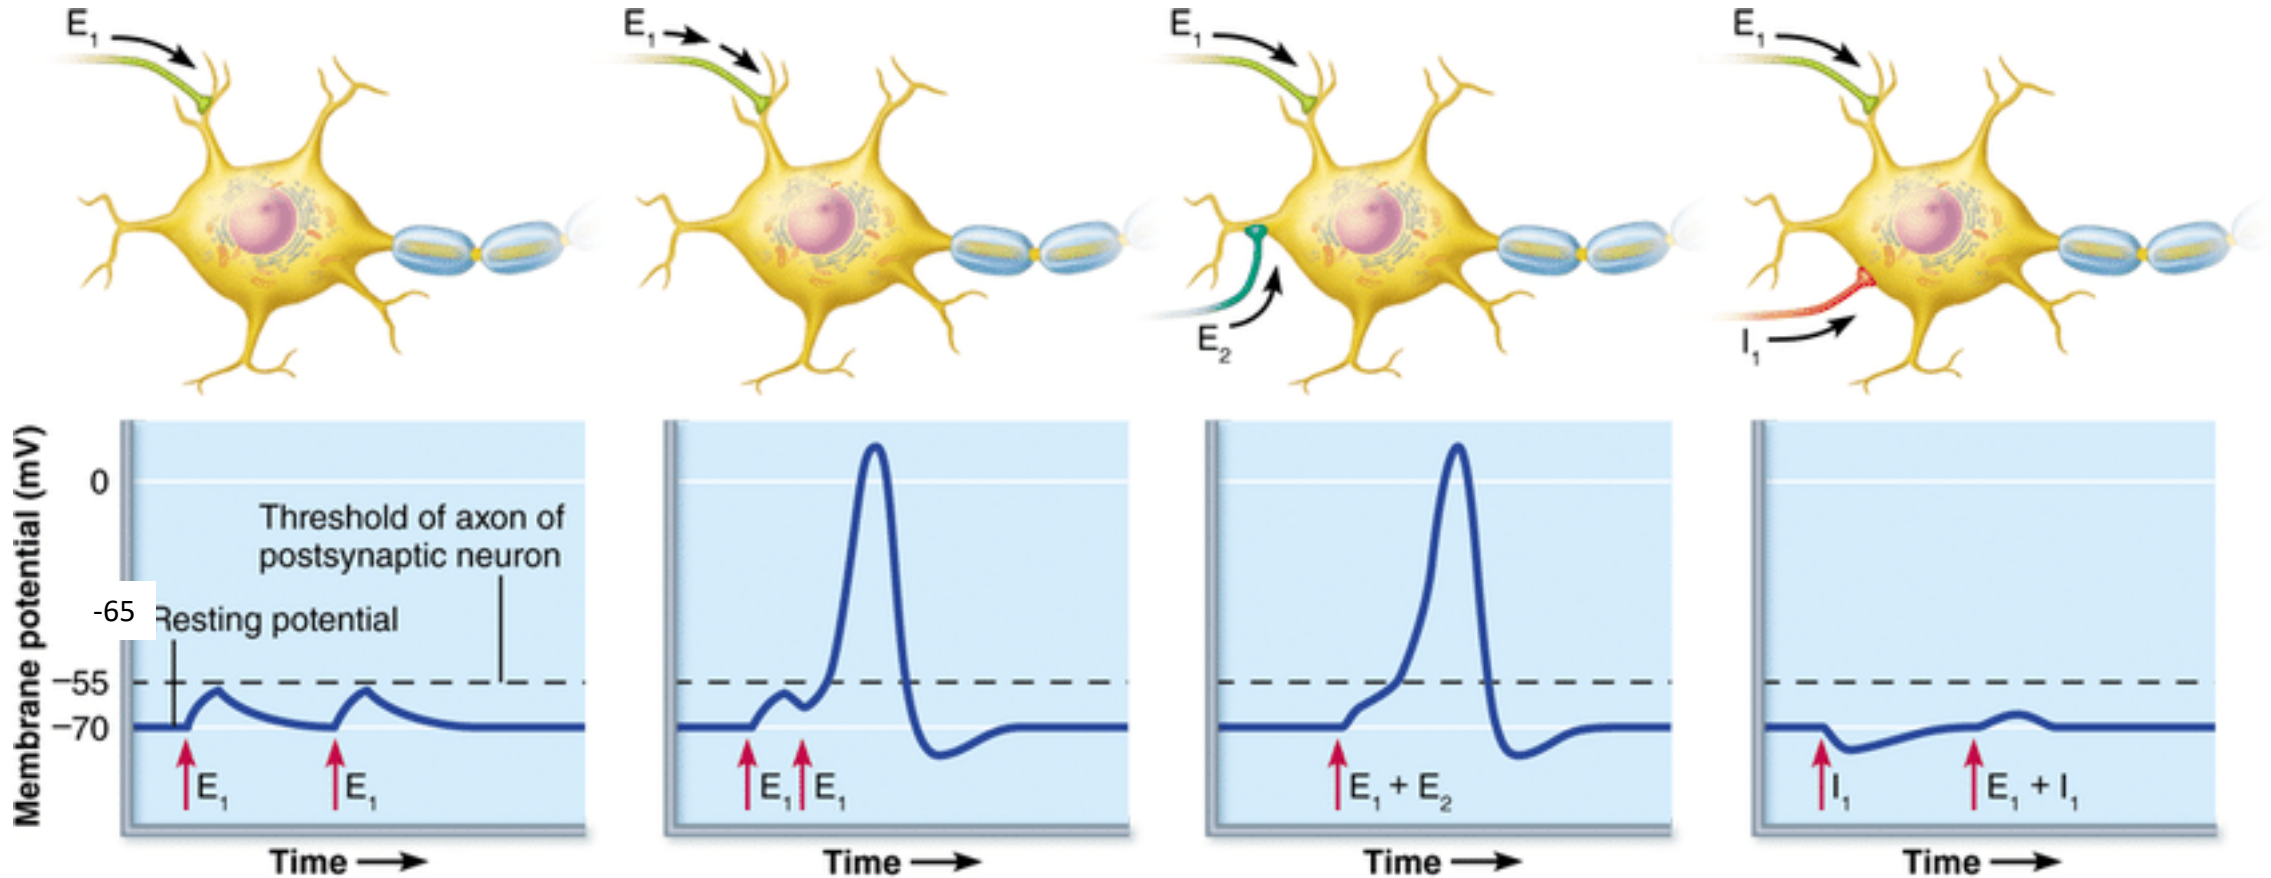 E₁
E₁
E₁
E₂
E₁
I₁
Membrane potential (mV)
0
-65
–55
–70
Threshold of axon of
postsynaptic neuron
Resting potential
E₁
E₁
Time
E₁
E₁
Time
E₁ + E₂
Time
I₁
E₁ + I₁
Time